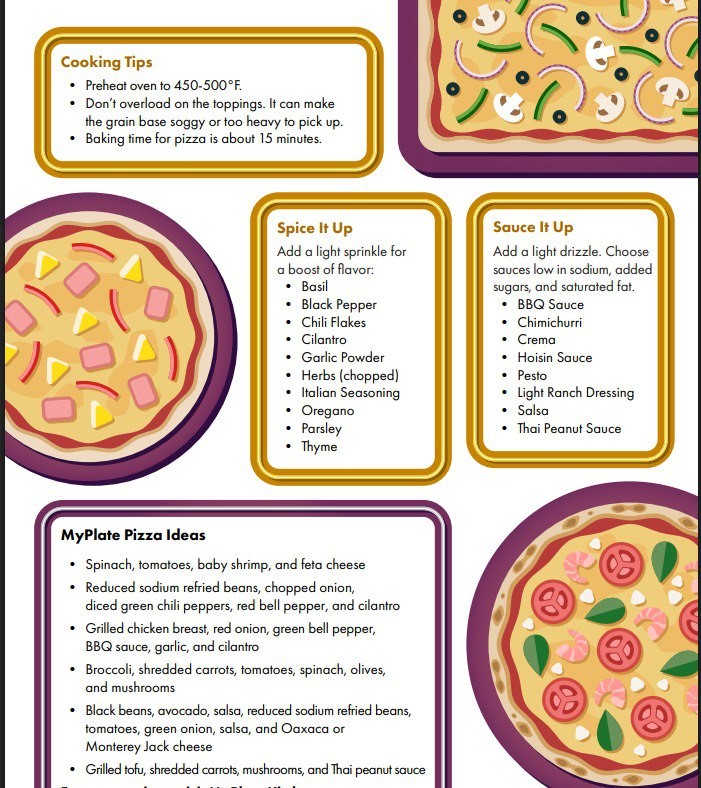 Cooking Tips
• Preheat oven to 450-500°F.
• Don’t overload on the toppings. It can make
the grain base soggy or too heavy to pick up.
• Baking time for pizza is about 15 minutes.
Spice It Up
Add a light sprinkle for
a boost of flavor:
• Basil
• Black Pepper
• Chili Flakes
• Cilantro
• Garlic Powder
• Herbs (chopped)
• Italian Seasoning
• Oregano
• Parsley
• Thyme
Sauce It Up
Add a light drizzle. Choose
sauces low in sodium, added
sugars, and saturated fat.
• BBQ Sauce
• Chimichurri
• Crema
• Hoisin Sauce
• Pesto
• Light Ranch Dressing
• Salsa
• Thai Peanut Sauce
MyPlate Pizza Ideas
• Spinach, tomatoes, baby shrimp, and feta cheese
• Reduced sodium refried beans, chopped onion,
diced green chili peppers, red bell pepper, and cilantro
• Grilled chicken breast, red onion, green bell pepper,
BBQ sauce, garlic, and cilantro
• Broccoli, shredded carrots, tomatoes, spinach, olives,
and mushrooms
• Black beans, avocado, salsa, reduced sodium refried beans,
tomatoes, green onion, salsa, and Oaxaca or
Monterey Jack cheese
• Grilled tofu, shredded carrots, mushrooms, and Thai peanut sauce